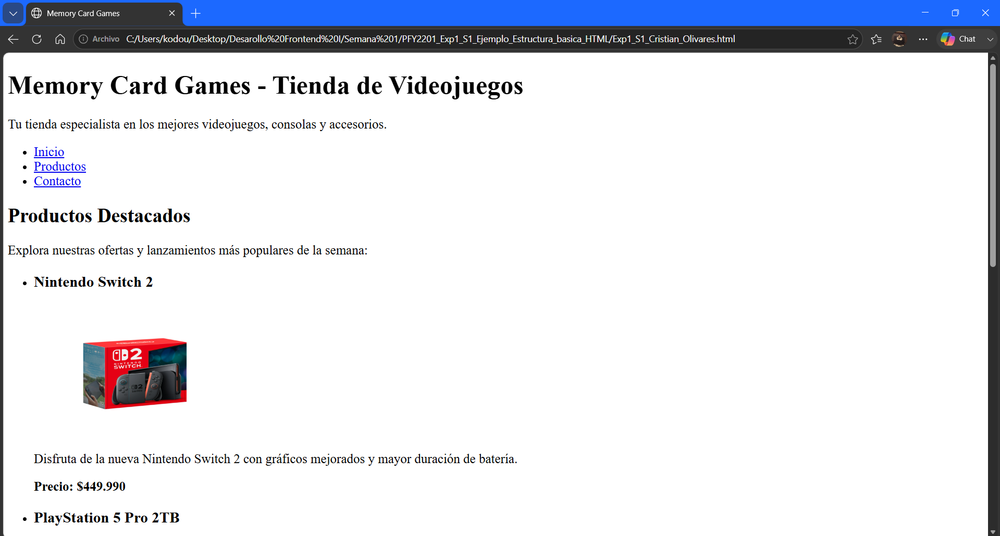 Memory Card Games
Archivo C:/Users/kodou/Desktop/Desarollo%20Frontend%20I/Semana%201/PFY2201_Exp1_S1_Ejemplo_Estructura_basica_HTML/Exp1_S1_Cristian_Olivares.html Chat
Memory Card Games - Tienda de Videojuegos
Tu tienda especialista en los mejores videojuegos, consolas y accesorios.
Inicio
Productos
Contacto
Productos Destacados
Explora nuestras ofertas y lanzamientos más populares de la semana:
Nintendo Switch 2
2
NINTENDO
SWITCH
2
Disfruta de la nueva Nintendo Switch 2 con gráficos mejorados y mayor duración de batería.
Precio: $449.990
PlayStation 5 Pro 2TB